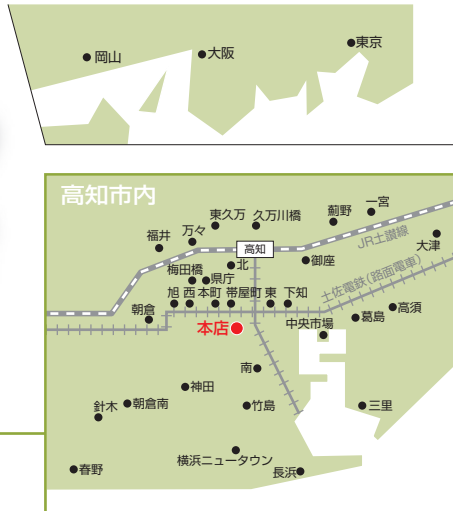 岡山
大阪
東京
高知市内
東久万
久万川橋
薊野
一宮
福井
万々
高知
JR土讃線
大津
北
御座
梅田橋
県庁
土佐電鉄(路面電車)
旭
西
本町
帯屋町
東
下知
朝倉
本店
中央市場
葛島
高須
南
神田
針木
朝倉南
竹島
三里
横浜ニュータウン
春野
長浜